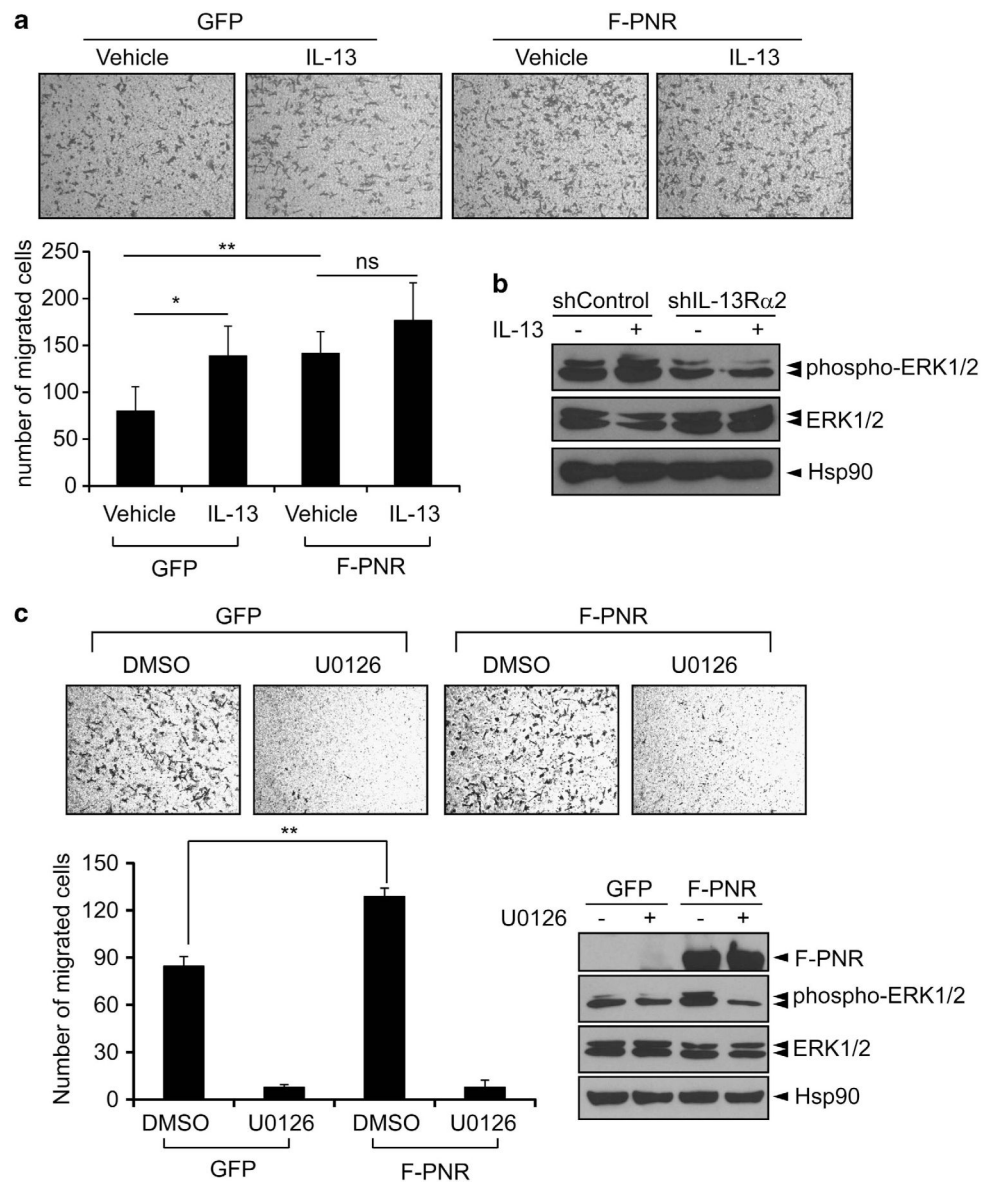 a
GFP
F-PNR
Vehicle
IL-13
Vehicle
IL-13
number of migrated cells
250
200
150
100
50
0
**
*
ns
Vehicle
IL-13
Vehicle
IL-13
GFP
F-PNR
b
shControl
shIL-13Rα2
IL-13
-
+
-
+
phospho-ERK1/2
ERK1/2
Hsp90
c
GFP
F-PNR
DMSO
U0126
DMSO
U0126
Number of migrated cells
150
120
90
60
30
0
**
DMSO
U0126
DMSO
U0126
GFP
F-PNR
GFP
F-PNR
U0126
-
+
-
+
F-PNR
phospho-ERK1/2
ERK1/2
Hsp90